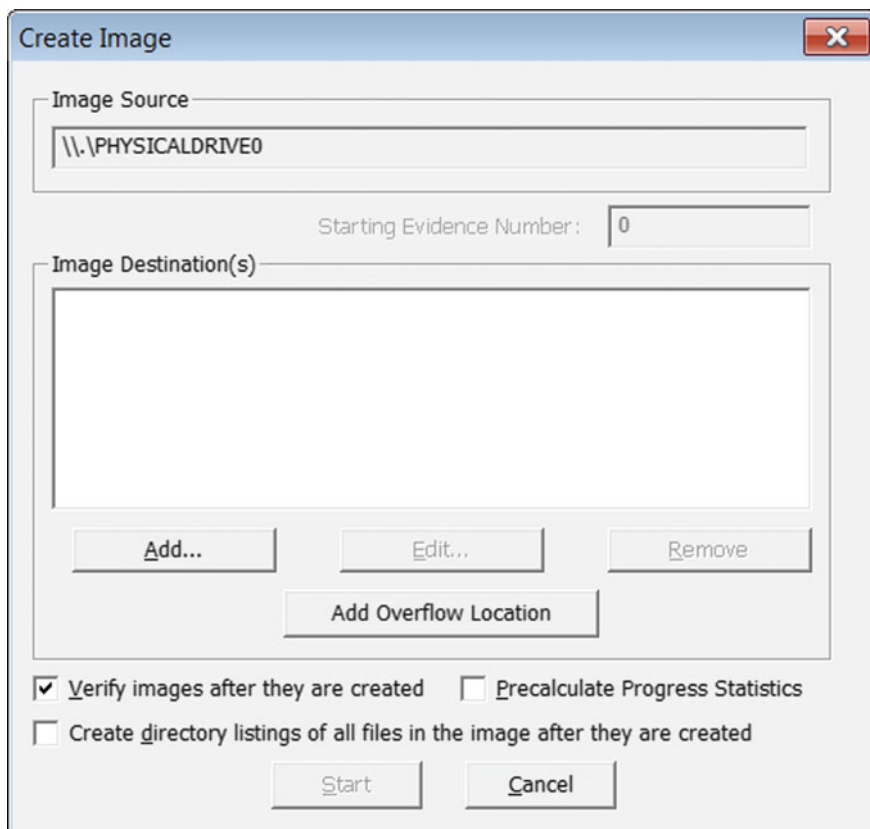 Create Image
Image Source
\\.\PHYSICALDRIVE0
Starting Evidence Number: 0
Image Destination(s)
Add... Edit... Remove
Add Overflow Location
Verify images after they are created Precalculate Progress Statistics
Create directory listings of all files in the image after they are created
Start Cancel